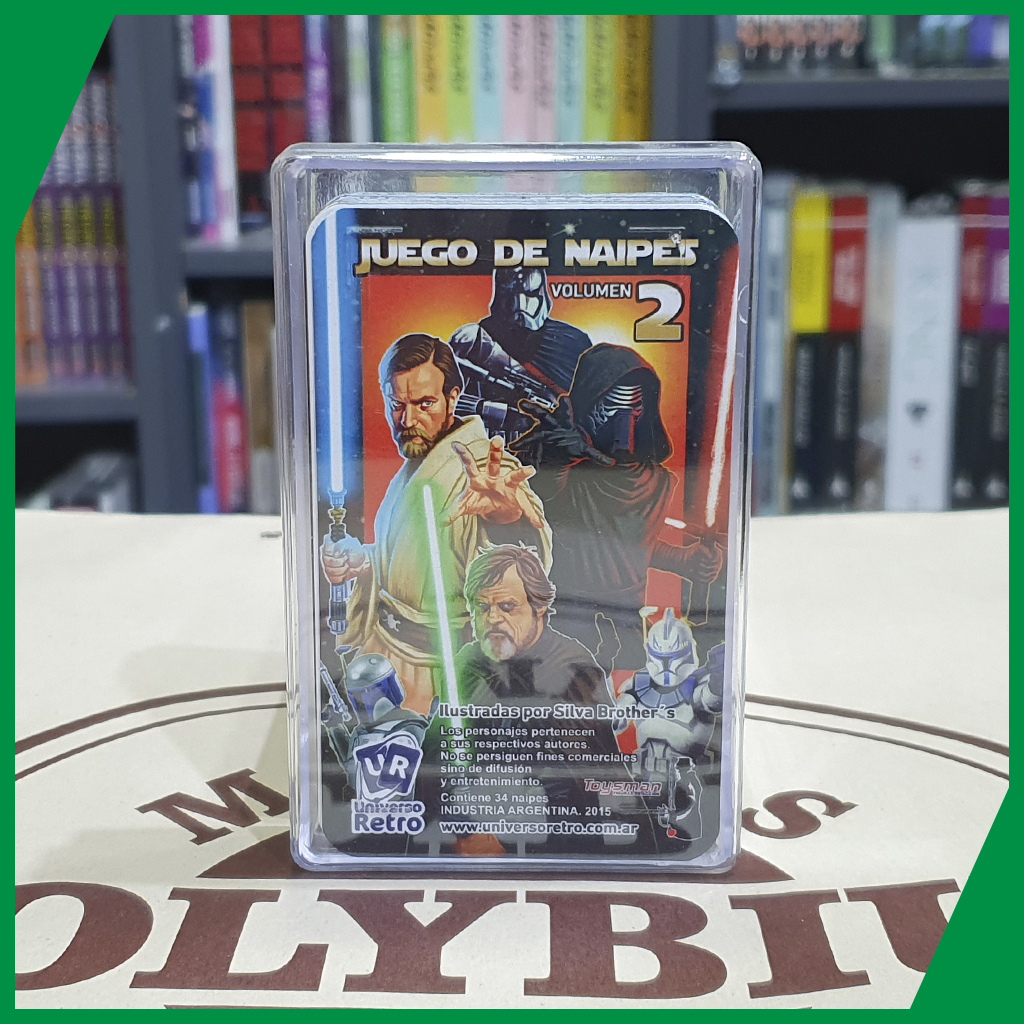 JUEGO DE NAIPES
VOLUMEN 2
Ilustradas por Silva Brother´s
Los personajes pertenecen
a sus respectivos autores.
No se persiguen fines comerciales
sino de difusión
y entretenimiento.
Toysman
Contiene 34 naipes
INDUSTRIA ARGENTINA. 2015
www.universoretro.com.ar
UR
Universo
Retro
M
S
OLYBIU